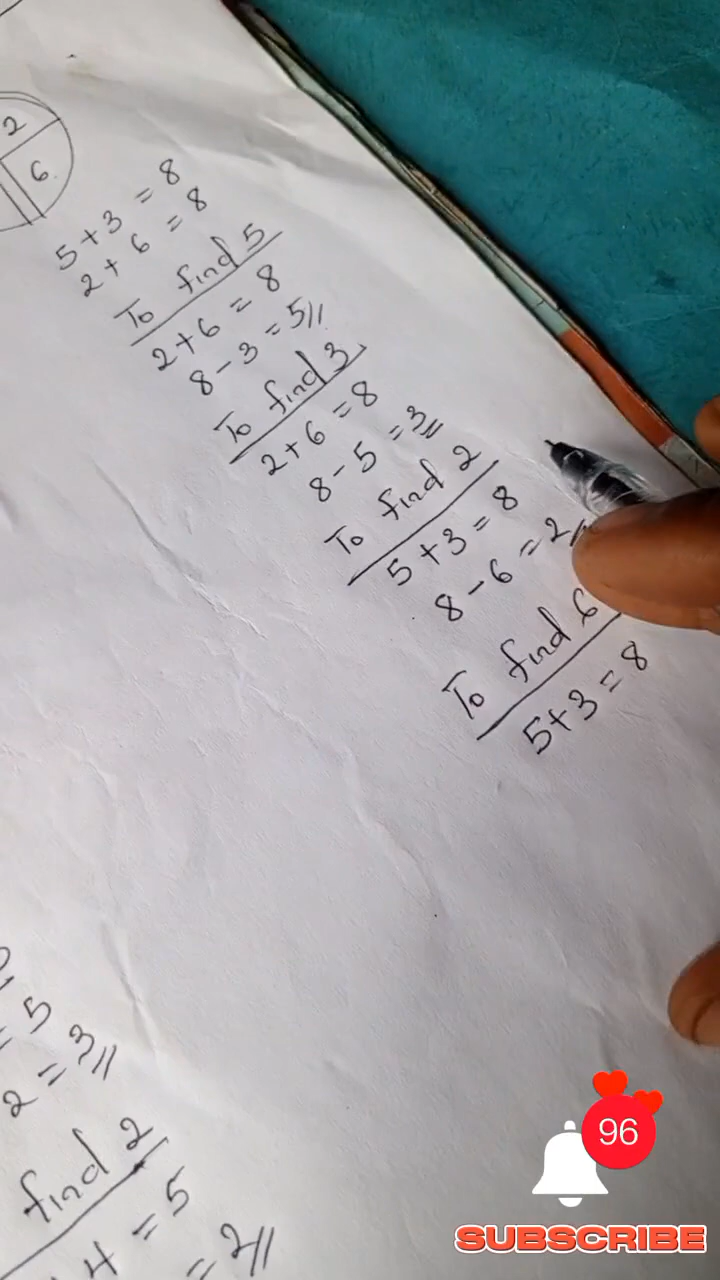 2
6
5 + 3 = 8
2 + 6 = 8
To find 5
2 + 6 = 8
8 - 3 = 5//
To find 3
2 + 6 = 8
8 - 5 = 3//
To find 2
5 + 3 = 8
8 - 6 = 2//
To find 6
5 + 3 = 8
= 5
2 = 3//
find 2
4 = 5
= 2//
96
SUBSCRIBE